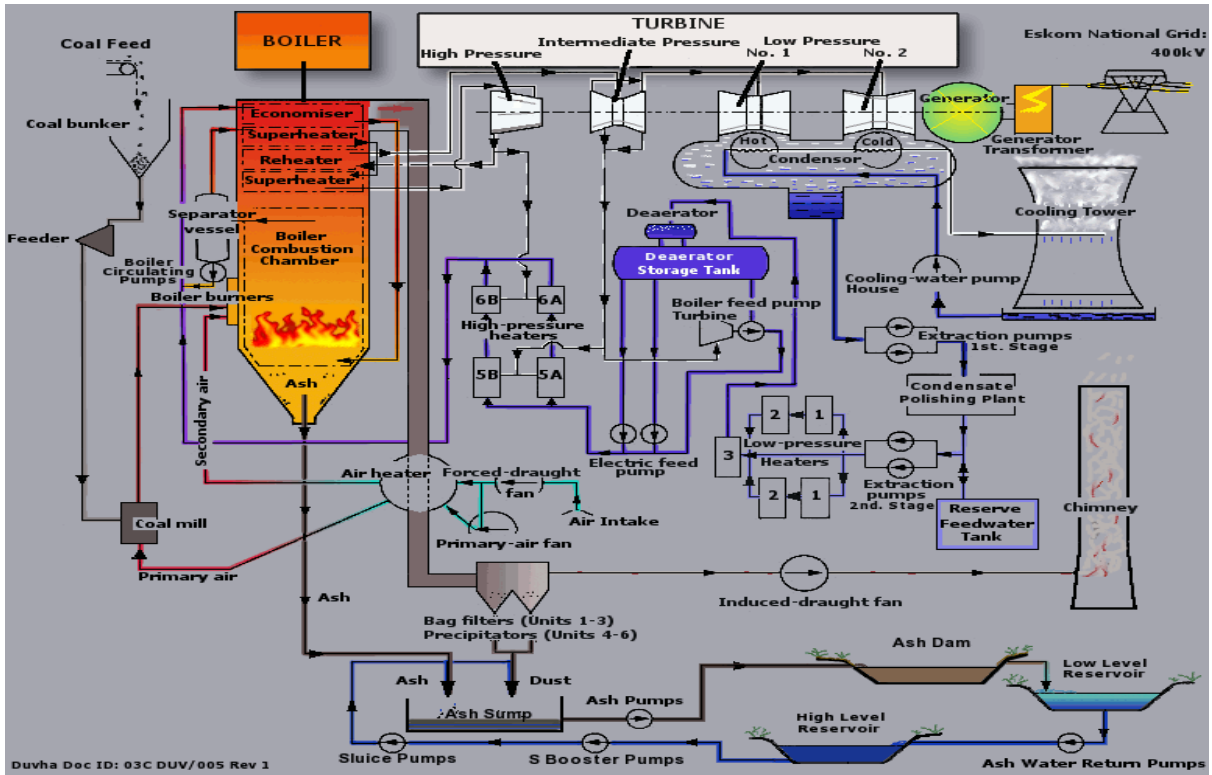 TURBINE
BOILER
Coal Feed
High Pressure
Intermediate Pressure
Low Pressure
No. 1
No. 2
Eskom National Grid:
400kV
Coal bunker
Economiser
Superheater
Reheater
Superheater
Generator
Generator
Transformer
Hot
Cold
Condensor
Separator
vessel
Feeder
Boiler
Combustion
Chamber
Boiler
Circulating
Pumps
Boiler burners
Deaerator
Deaerator
Storage Tank
Cooling Tower
Cooling-water pump
House
6B
6A
High-pressure
heaters
5B
5A
Boiler feed pump
Turbine
Extraction pumps
1st. Stage
Ash
Condensate
Polishing Plant
Secondary air
2
1
3
Low-pressure
Heaters
2
1
Electric feed
pump
Extraction
pumps
2nd. Stage
Reserve
Feedwater
Tank
Chimney
Air heater
Forced-draught
fan
Air Intake
Primary-air fan
Coal mill
Primary air
Ash
Induced-draught fan
Bag filters (Units 1-3)
Precipitators (Units 4-6)
Ash
Dust
Ash Sump
Ash Pumps
Ash Dam
Low Level
Reservoir
High Level
Reservoir
Sluice Pumps
S Booster Pumps
Ash Water Return Pumps
Duvha Doc ID: 03C DUV/005 Rev 1